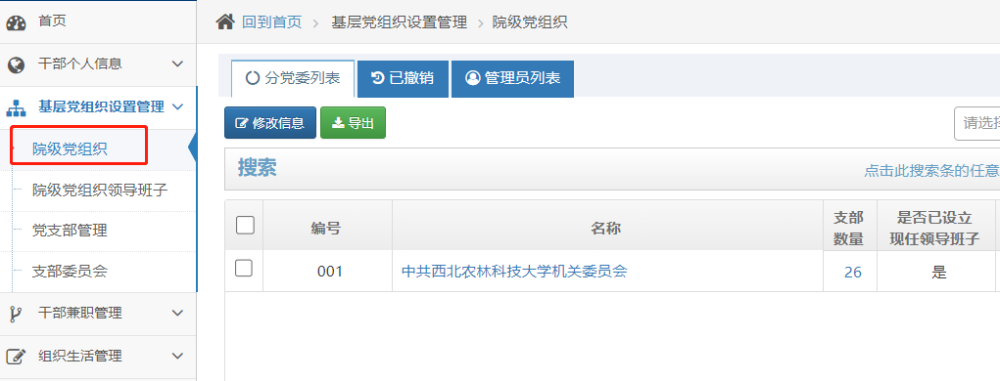 首页
干部个人信息
基层党组织设置管理
院级党组织
院级党组织领导班子
党支部管理
支部委员会
干部兼职管理
组织生活管理
回到首页 > 基层党组织设置管理 > 院级党组织
分党委列表 已撤销 管理员列表
修改信息 导出 请选择
搜索 点击此搜索条的任意
编号 名称 支部数量 是否已设立现任领导班子
001 中共西北农林科技大学机关委员会 26 是